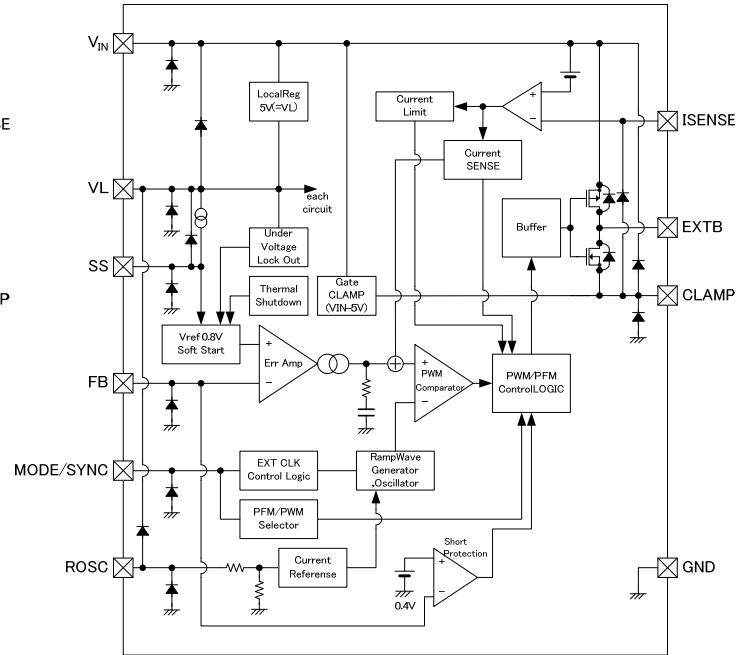 V_IN
LocalReg
5V(=VL)
Current
Limit
+
−
ISENSE
Current
SENSE
VL
each
circuit
Buffer
EXTB
Under
Voltage
Lock Out
SS
Thermal
Shutdown
Gate
CLAMP
(VIN-5V)
CLAMP
Vref 0.8V
Soft Start
+
Err Amp
−
+
PWM
Comparator
−
PWM/PFM
ControlLOGIC
FB
MODE/SYNC
EXT CLK
Control Logic
RampWave
Generator
.Oscillator
PFM/PWM
Selector
Short
Protection
ROSC
Current
Referense
+
−
0.4V
GND